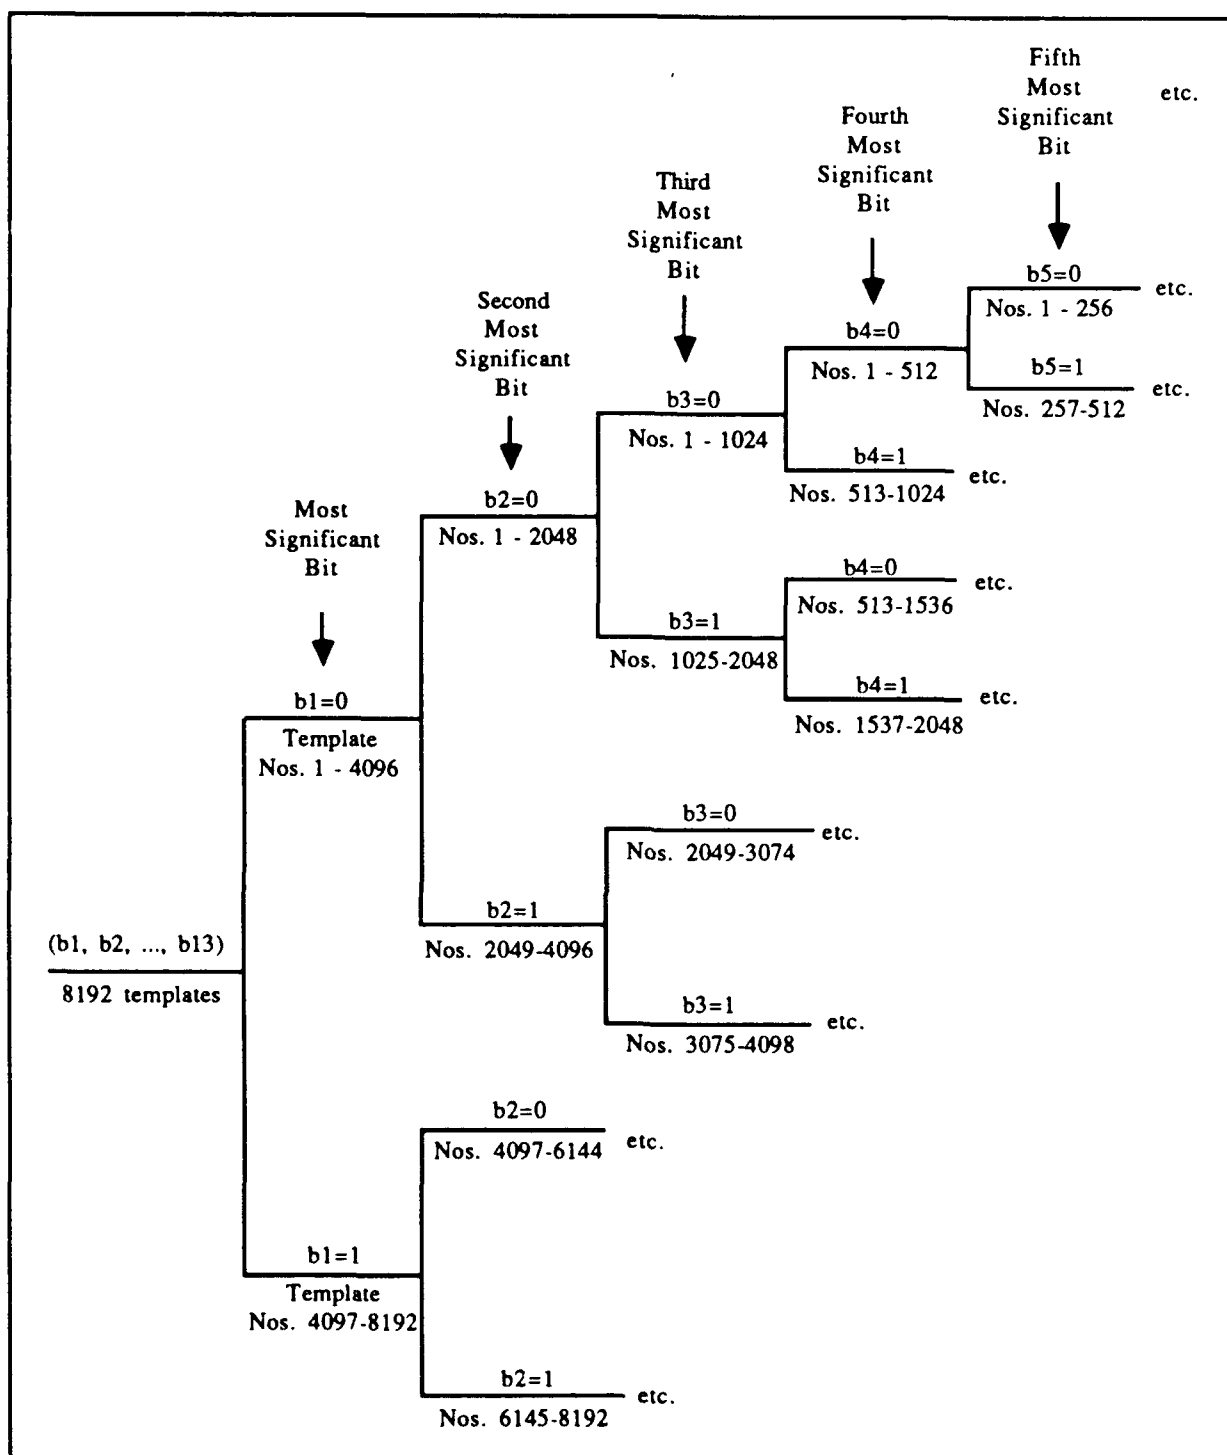 Fifth
Most
Significant
Bit
etc.
Fourth
Most
Significant
Bit
Third
Most
Significant
Bit
Second
Most
Significant
Bit
Most
Significant
Bit
b5=0
Nos. 1 - 256
etc.
b4=0
Nos. 1 - 512
b5=1
Nos. 257-512
etc.
b3=0
Nos. 1 - 1024
b4=1
Nos. 513-1024
etc.
b2=0
Nos. 1 - 2048
b4=0
Nos. 513-1536
etc.
b3=1
Nos. 1025-2048
b4=1
Nos. 1537-2048
etc.
b1=0
Template
Nos. 1 - 4096
b3=0
Nos. 2049-3074
etc.
b2=1
Nos. 2049-4096
(b1, b2, ..., b13)
8192 templates
b3=1
Nos. 3075-4098
etc.
b2=0
Nos. 4097-6144
etc.
b1=1
Template
Nos. 4097-8192
b2=1
Nos. 6145-8192
etc.